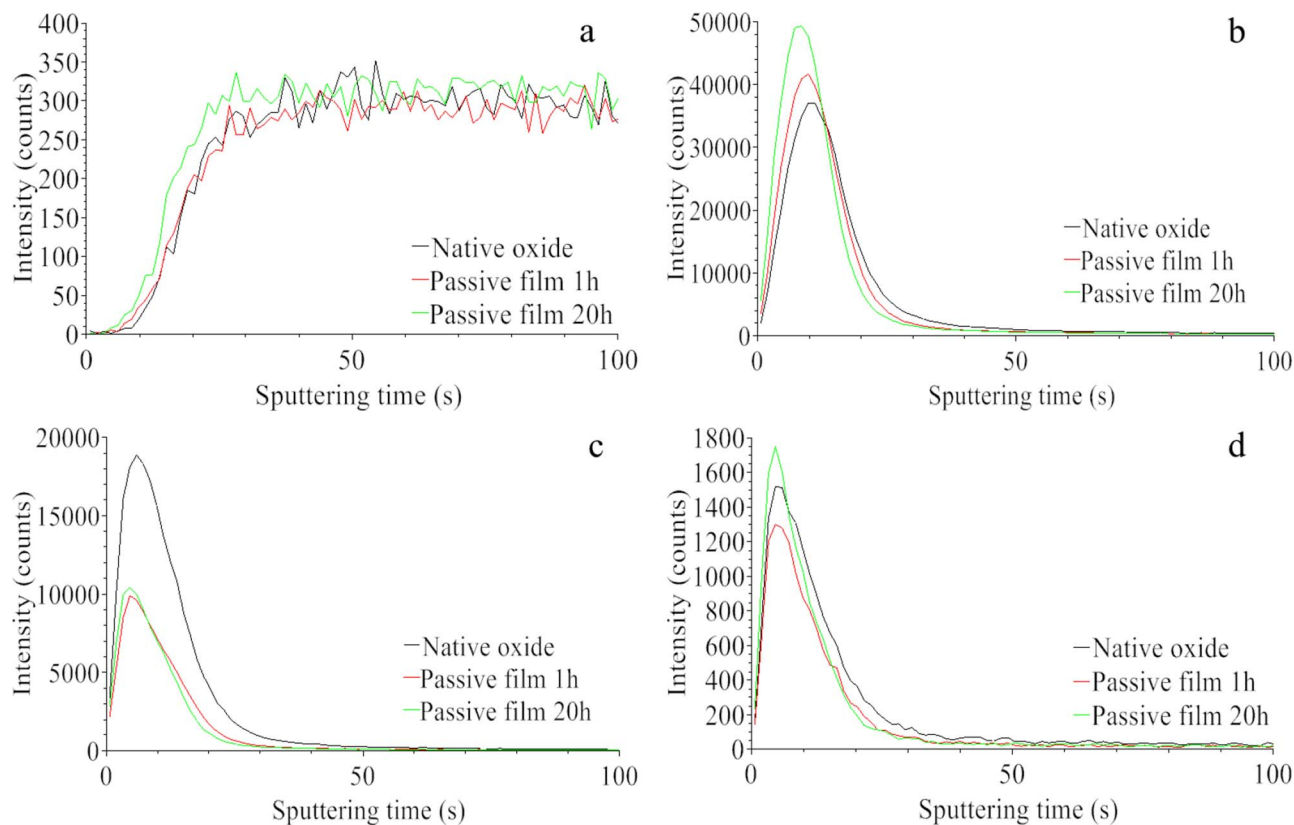 a
Intensity (counts)
400
350
300
250
200
150
100
50
0
0
50
100
Native oxide
Passive film 1h
Passive film 20h
Sputtering time (s)
b
Intensity (counts)
50000
40000
30000
20000
10000
0
0
50
100
Native oxide
Passive film 1h
Passive film 20h
Sputtering time (s)
c
Intensity (counts)
20000
15000
10000
5000
0
0
50
100
Native oxide
Passive film 1h
Passive film 20h
Sputtering time (s)
d
Intensity (counts)
1800
1600
1400
1200
1000
800
600
400
200
0
0
50
100
Native oxide
Passive film 1h
Passive film 20h
Sputtering time (s)